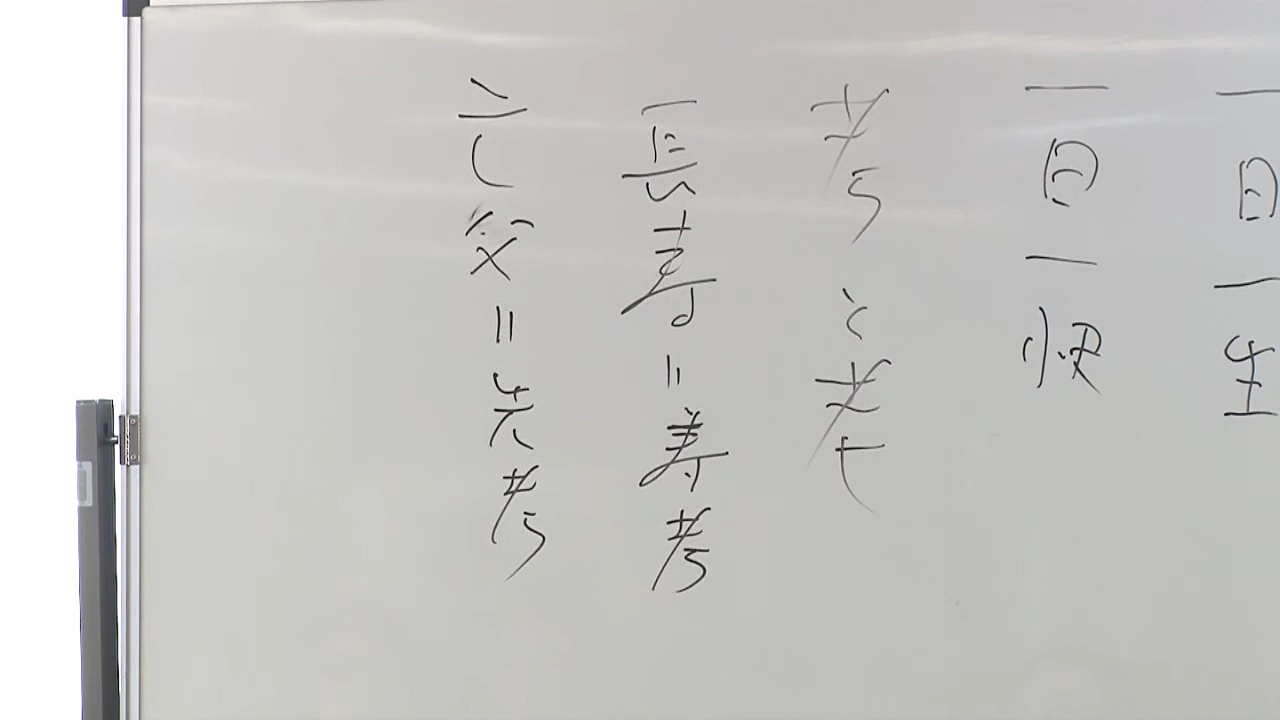 一日一生
一日一快
考と老
長寿=寿考
亡父=先考